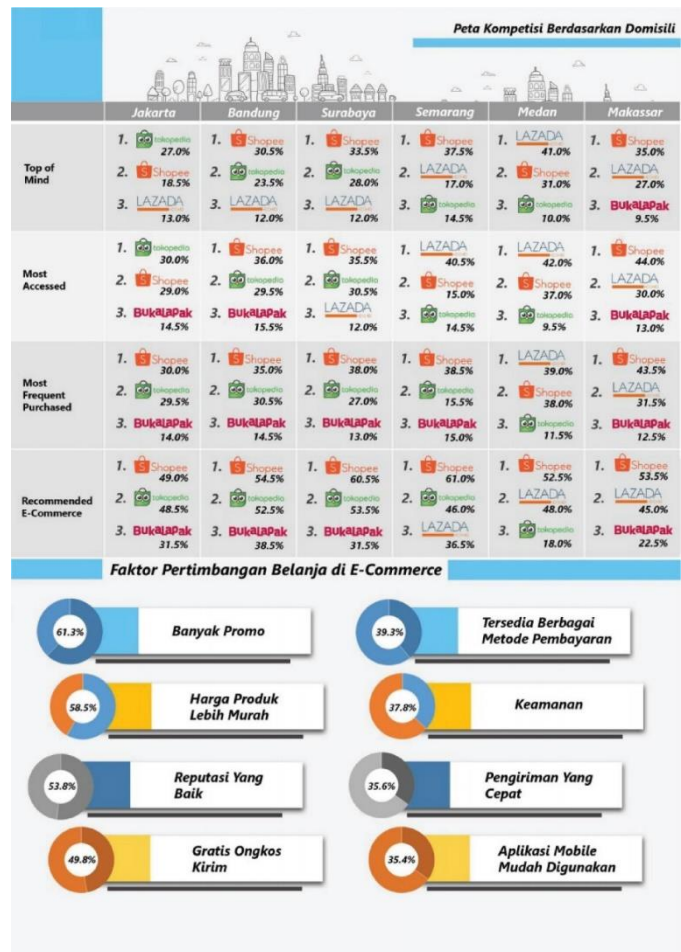 Peta Kompetisi Berdasarkan Domisili
Jakarta Bandung Surabaya Semarang Medan Makassar
Top of
Mind
1. tokopedia 27.0%
2. Shopee 18.5%
3. LAZADA 13.0%
1. Shopee 30.5%
2. tokopedia 23.5%
3. LAZADA 12.0%
1. Shopee 33.5%
2. tokopedia 28.0%
3. LAZADA 12.0%
1. Shopee 37.5%
2. LAZADA 17.0%
3. tokopedia 14.5%
1. LAZADA 41.0%
2. Shopee 31.0%
3. tokopedia 10.0%
1. Shopee 35.0%
2. LAZADA 27.0%
3. BukaLapak 9.5%
Most
Accessed
1. tokopedia 30.0%
2. Shopee 29.0%
3. BukaLapak 14.5%
1. Shopee 36.0%
2. tokopedia 29.5%
3. BukaLapak 15.5%
1. Shopee 35.5%
2. tokopedia 30.5%
3. LAZADA 12.0%
1. LAZADA 40.5%
2. Shopee 15.0%
3. tokopedia 14.5%
1. LAZADA 42.0%
2. Shopee 37.0%
3. tokopedia 9.5%
1. Shopee 44.0%
2. LAZADA 30.0%
3. BukaLapak 13.0%
Most
Frequent
Purchased
1. Shopee 30.0%
2. tokopedia 29.5%
3. BukaLapak 14.0%
1. Shopee 35.0%
2. tokopedia 30.5%
3. BukaLapak 14.5%
1. Shopee 38.0%
2. tokopedia 27.0%
3. BukaLapak 13.0%
1. Shopee 38.5%
2. tokopedia 15.5%
3. BukaLapak 15.0%
1. LAZADA 39.0%
2. Shopee 38.0%
3. tokopedia 11.5%
1. Shopee 43.5%
2. LAZADA 31.5%
3. BukaLapak 12.5%
Recommended
E-Commerce
1. Shopee 49.0%
2. tokopedia 48.5%
3. BukaLapak 31.5%
1. Shopee 54.5%
2. tokopedia 52.5%
3. BukaLapak 38.5%
1. Shopee 60.5%
2. tokopedia 53.5%
3. BukaLapak 31.5%
1. Shopee 61.0%
2. tokopedia 46.0%
3. LAZADA 36.5%
1. Shopee 52.5%
2. LAZADA 48.0%
3. tokopedia 18.0%
1. Shopee 53.5%
2. LAZADA 45.0%
3. BukaLapak 22.5%
Faktor Pertimbangan Belanja di E-Commerce
61.3% Banyak Promo
39.3% Tersedia Berbagai
Metode Pembayaran
58.5% Harga Produk
Lebih Murah
37.8% Keamanan
53.8% Reputasi Yang
Baik
35.6% Pengiriman Yang
Cepat
49.8% Gratis Ongkos
Kirim
35.4% Aplikasi Mobile
Mudah Digunakan